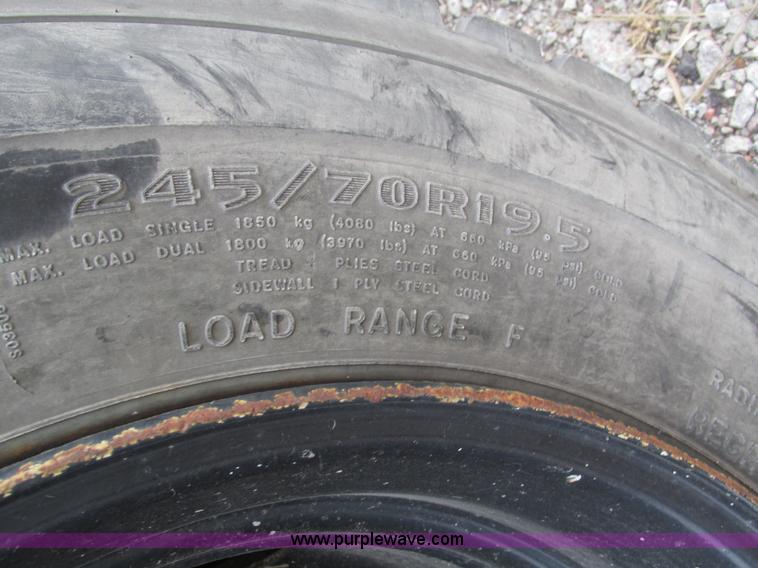 245/70R19.5
MAX. LOAD SINGLE 1850 kg (4080 lbs) AT 660 kPa (95 psi) COLD
MAX. LOAD DUAL 1800 kg (3970 lbs) AT 660 kPa (95 psi) COLD
TREAD 4 PLIES STEEL CORD
SIDEWALL 1 PLY STEEL CORD
LOAD RANGE F
www.purplewave.com